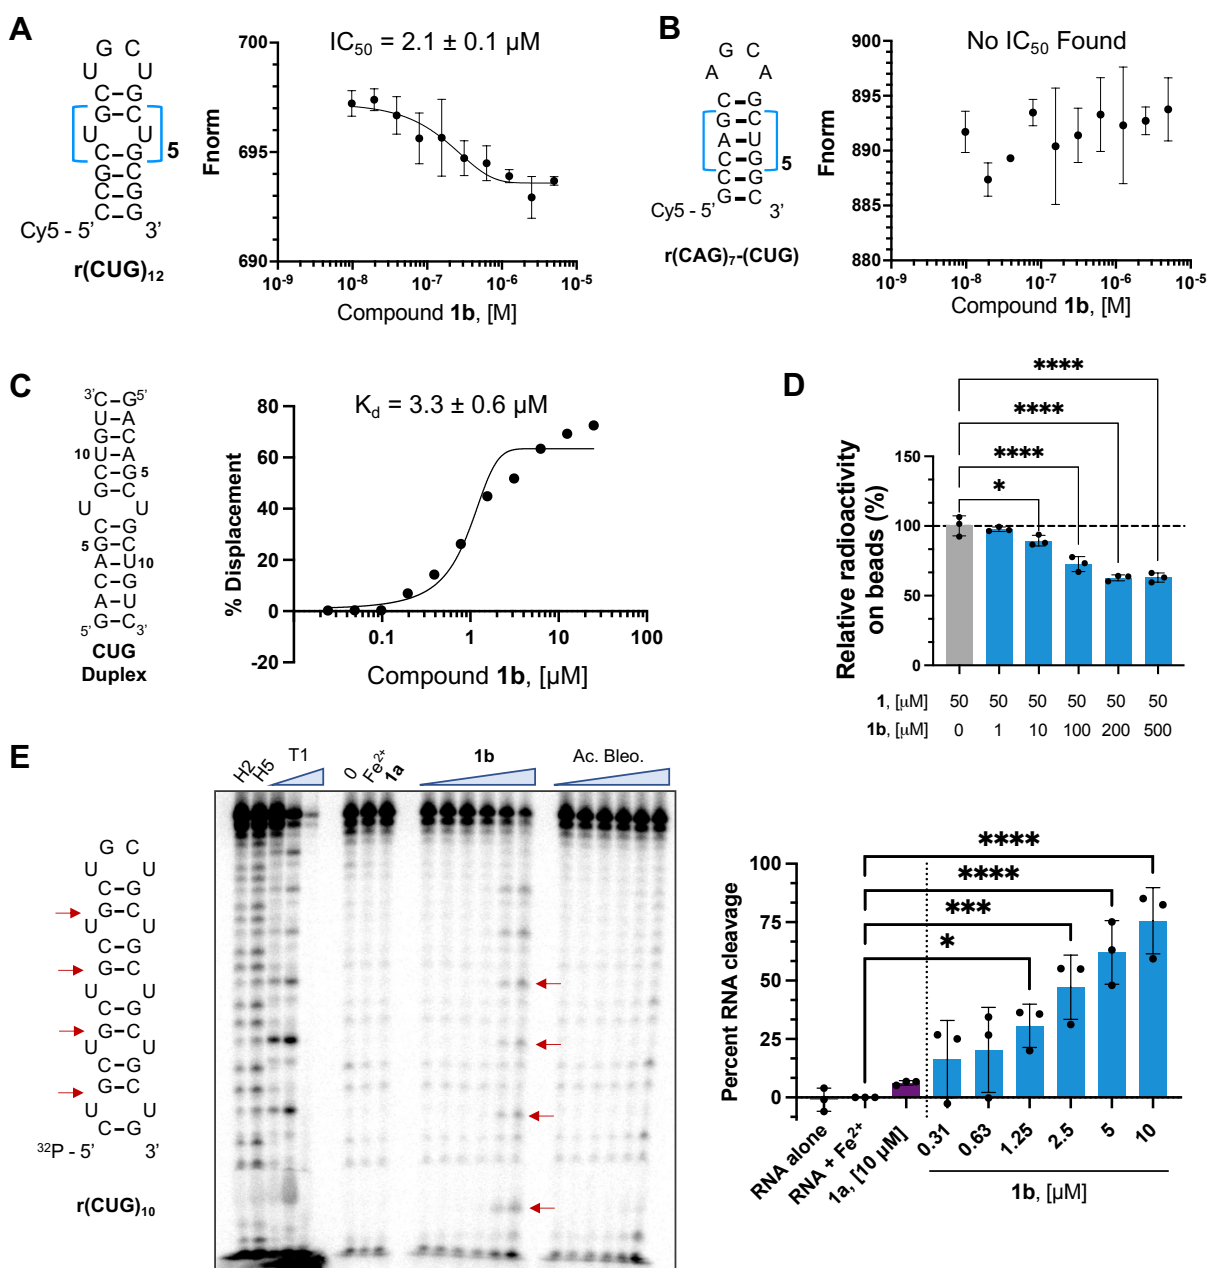 A
IC50 = 2.1 ± 0.1 µM
G C
U U
C–G
G–C
U U
C–G 5
G–C
C–G
C–G
Cy5 - 5’ 3’
r(CUG)12
Fnorm
700
695
690
10-9 10-8 10-7 10-6 10-5
Compound 1b, [M]
B
No IC50 Found
G C
A A
C–G
G–C
A–U
C–G 5
C–G
G–C
Cy5 - 5’ 3’
r(CAG)7-(CUG)
Fnorm
900
895
890
885
880
10-9 10-8 10-7 10-6 10-5
Compound 1b, [M]
C
3’C–G5’
U–A
G–C
10U–A
C–G5
G–C
U U
C–G
5G–C
A–U10
C–G
A–U
5’G–C3’
CUG
Duplex
Kd = 3.3 ± 0.6 µM
% Displacement
80
60
40
20
0
-20
0.1 1 10 100
Compound 1b, [µM]
D
****
****
****
*
Relative radioactivity
on beads (%)
150
100
50
0
1, [µM] 50 50 50 50 50 50
1b, [µM] 0 1 10 100 200 500
E
H2 H5 T1 0 Fe2+ 1a 1b Ac. Bleo.
G C
U U
C–G
G–C
U U
C–G
G–C
U U
C–G
G–C
U U
C–G
G–C
U U
C–G
32P - 5’ 3’
r(CUG)10
****
****
***
*
Percent RNA cleavage
100
75
50
25
0
RNA alone
RNA + Fe2+
1a, [10 µM]
0.31 0.63 1.25 2.5 5 10
1b, [µM]